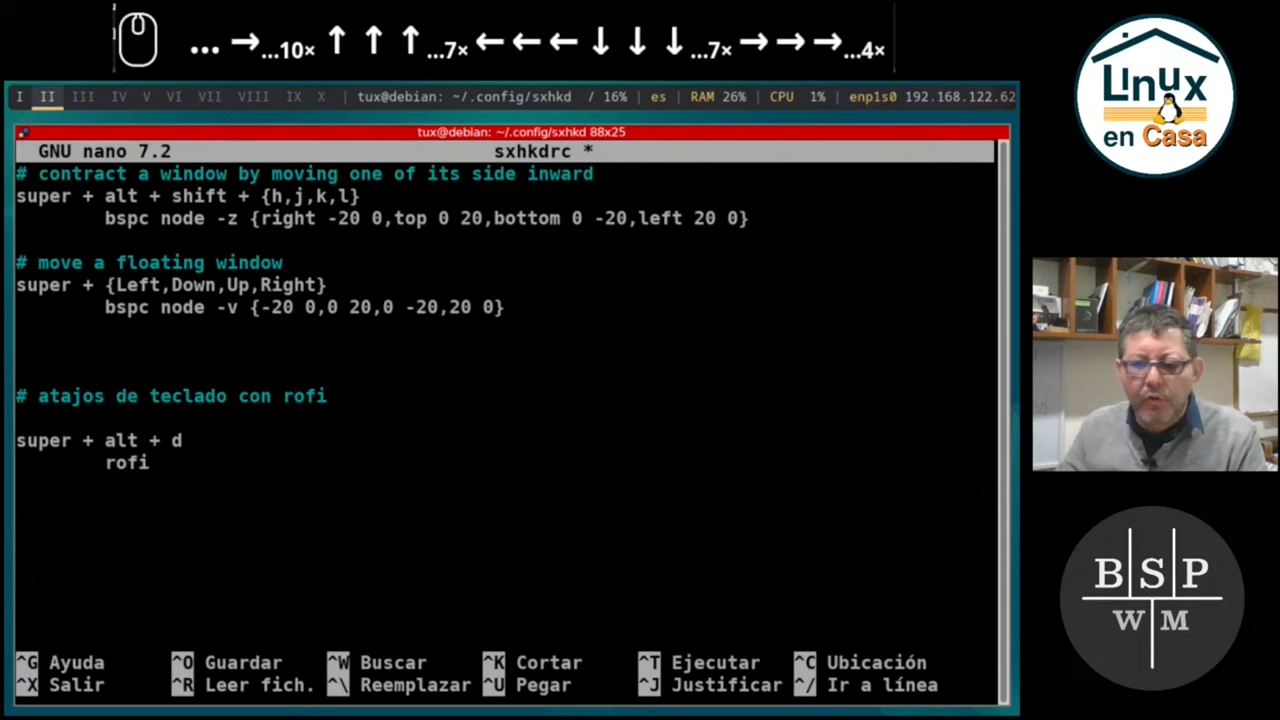 ... →...10× ↑ ↑ ↑ ...7× ← ← ← ↓ ↓ ↓ ...7× → → → ...4×
I II III IV V VI VII VIII IX X | tux@debian: ~/.config/sxhkd / 16% | es | RAM 26% | CPU 1% | enp1s0 192.168.122.62
tux@debian: ~/.config/sxhkd 88x25
GNU nano 7.2 sxhkdrc *
# contract a window by moving one of its side inward
super + alt + shift + {h,j,k,l}
bspc node -z {right -20 0,top 0 20,bottom 0 -20,left 20 0}
# move a floating window
super + {Left,Down,Up,Right}
bspc node -v {-20 0,0 20,0 -20,20 0}
# atajos de teclado con rofi
super + alt + d
rofi
^G Ayuda ^O Guardar ^W Buscar ^K Cortar ^T Ejecutar ^C Ubicación
^X Salir ^R Leer fich. ^\ Reemplazar ^U Pegar ^J Justificar ^/ Ir a línea
Linux
en Casa
BSP
WM